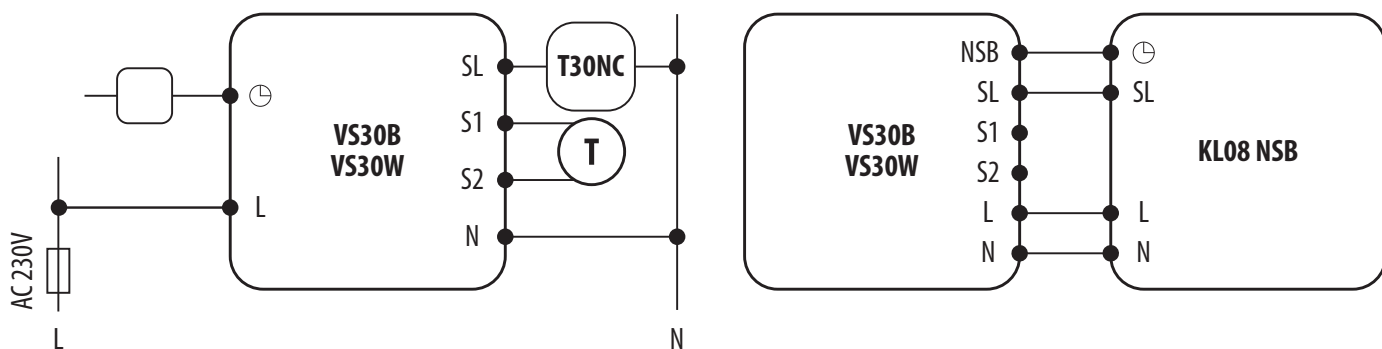 SL
T30NC
S1
VS30B
VS30W
T
S2
L
N
AC 230V
L
N
NSB
SL
SL
S1
VS30B
VS30W
KL08 NSB
S2
L
L
N
N